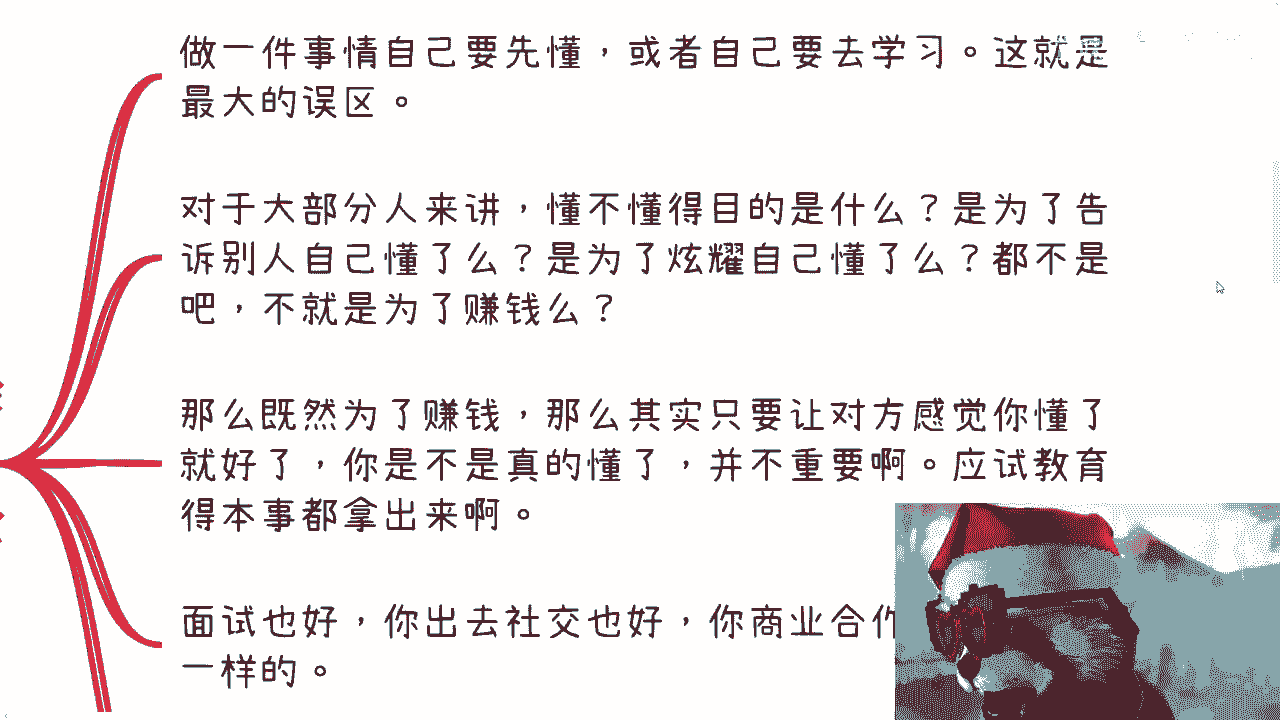 做一件事情自己要先懂，或者自己要去学习。这就是
最大的误区。
对于大部分人来讲，懂不懂得目的是什么？是为了告
诉别人自己懂了么？是为了炫耀自己懂了么？都不是
吧，不就是为了赚钱么？
那么既然为了赚钱，那么其实只要让对方感觉你懂了
就好了，你是不是真的懂了，并不重要啊。应试教育
得本事都拿出来啊。
面试也好，你出去社交也好，你商业合作
一样的。